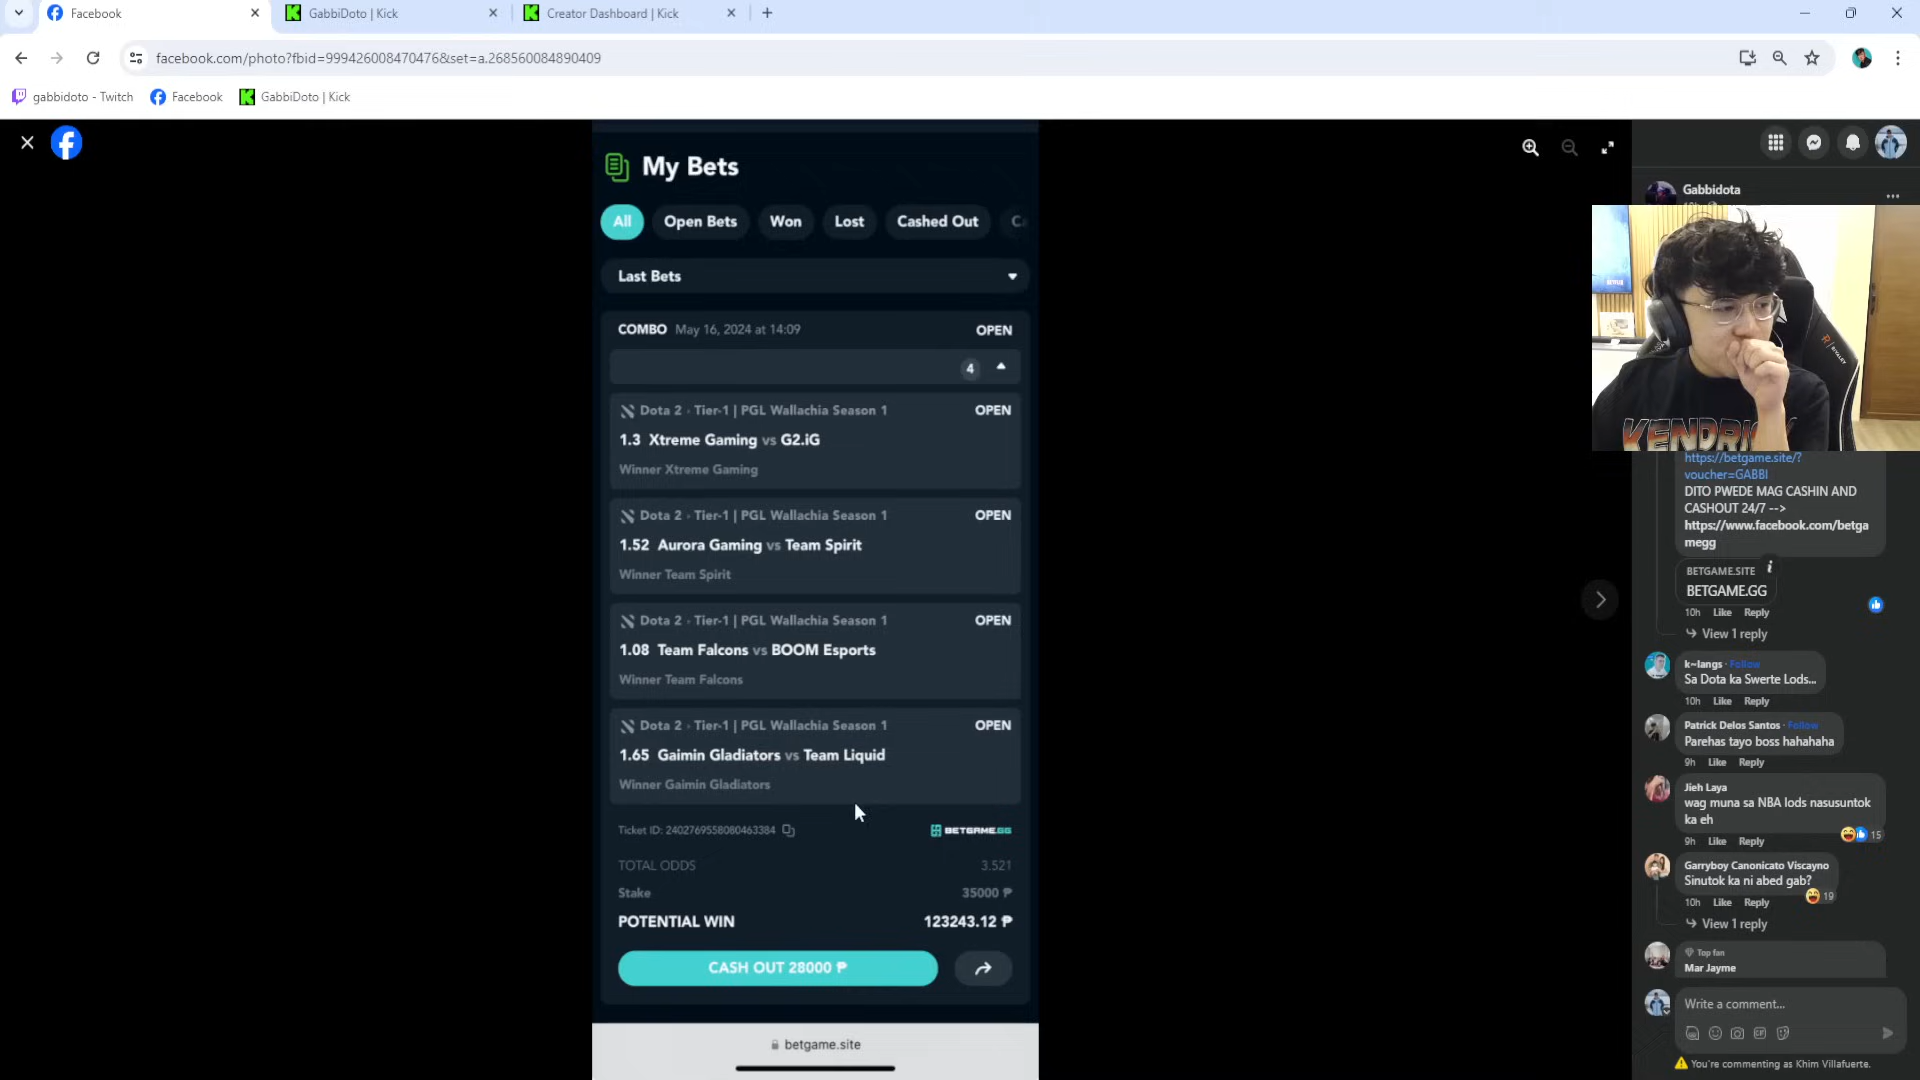 Facebook
GabbiDoto | Kick
Creator Dashboard | Kick
facebook.com/photo?fbid=999426008470476&set=a.268560084890409
gabbidoto - Twitch
Facebook
GabbiDoto | Kick
My Bets
All
Open Bets
Won
Lost
Cashed Out
Last Bets
COMBO May 16, 2024 at 14:09 OPEN
4
Dota 2 - Tier-1 | PGL Wallachia Season 1 OPEN
1.3 Xtreme Gaming vs G2.iG
Winner Xtreme Gaming
Dota 2 - Tier-1 | PGL Wallachia Season 1 OPEN
1.52 Aurora Gaming vs Team Spirit
Winner Team Spirit
Dota 2 - Tier-1 | PGL Wallachia Season 1 OPEN
1.08 Team Falcons vs BOOM Esports
Winner Team Falcons
Dota 2 - Tier-1 | PGL Wallachia Season 1 OPEN
1.65 Gaimin Gladiators vs Team Liquid
Winner Gaimin Gladiators
Ticket ID: 2402769558080463384 BETGAME.GG
TOTAL ODDS 3.521
Stake 35000 ₱
POTENTIAL WIN 123243.12 ₱
CASH OUT 28000 ₱
betgame.site
Gabbidota
KENDRI
https://betgame.site/?
voucher=GABBI
DITO PWEDE MAG CASHIN AND
CASHOUT 24/7 -->
https://www.facebook.com/betga
megg
BETGAME.SITE
BETGAME.GG
10h Like Reply
View 1 reply
k~langs · Follow
Sa Dota ka Swerte Lods...
10h Like Reply
Patrick Delos Santos · Follow
Parehas tayo boss hahahaha
9h Like Reply
Jieh Laya
wag muna sa NBA lods nasusuntok
ka eh
15
9h Like Reply
Garryboy Canonicato Viscayno
Sinutok ka ni abed gab?
19
10h Like Reply
View 1 reply
Top fan
Mar Jayme
Write a comment...
You're commenting as Khim Villafuerte.